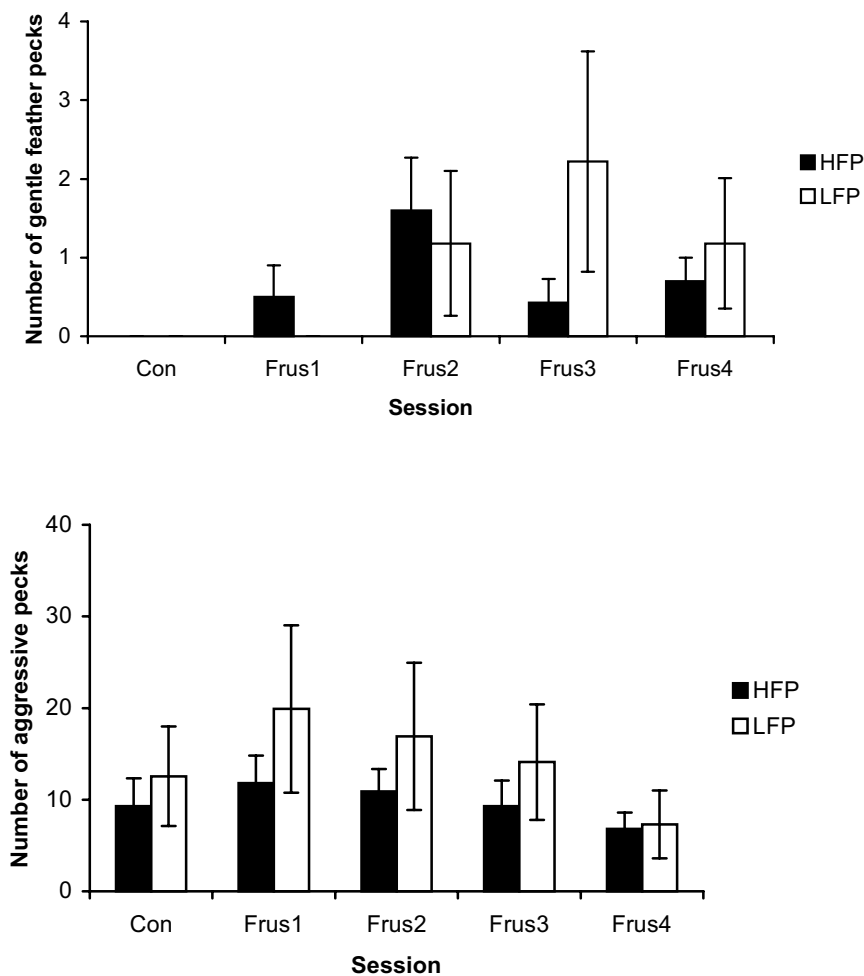 Number of gentle feather pecks
4
3
2
1
0
Con Frus1 Frus2 Frus3 Frus4
Session
HFP
LFP
Number of aggressive pecks
40
30
20
10
0
Con Frus1 Frus2 Frus3 Frus4
Session
HFP
LFP